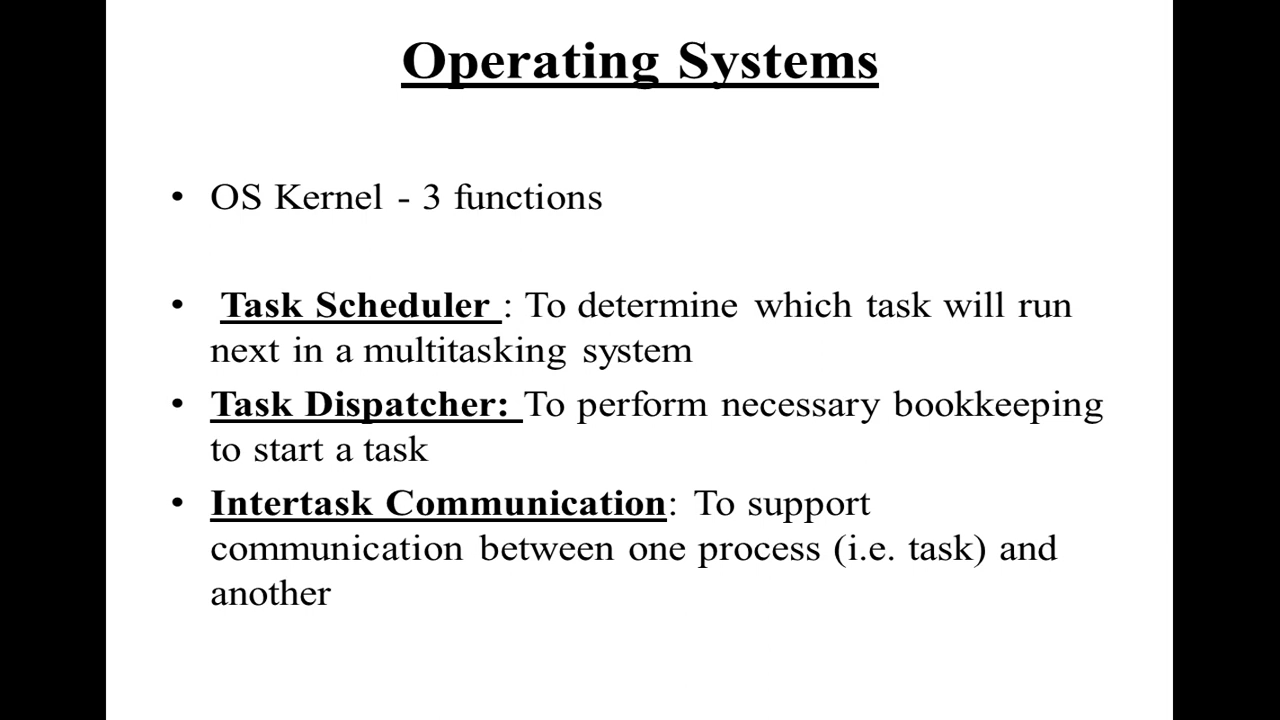 Operating Systems
• OS Kernel - 3 functions
• Task Scheduler : To determine which task will run
next in a multitasking system
• Task Dispatcher: To perform necessary bookkeeping
to start a task
• Intertask Communication: To support
communication between one process (i.e. task) and
another